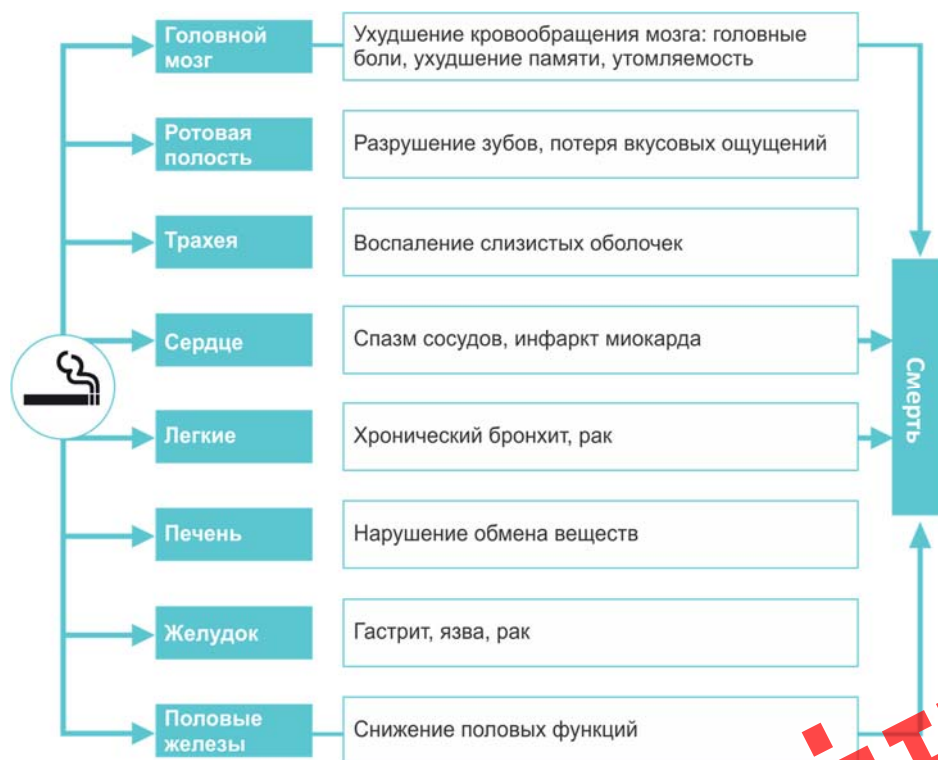 Головной
мозг
Ухудшение кровообращения мозга: головные
боли, ухудшение памяти, утомляемость
Ротовая
полость
Разрушение зубов, потеря вкусовых ощущений
Трахея
Воспаление слизистых оболочек
Сердце
Спазм сосудов, инфаркт миокарда
Легкие
Хронический бронхит, рак
Печень
Нарушение обмена веществ
Желудок
Гастрит, язва, рак
Половые
железы
Снижение половых функций
Смерть